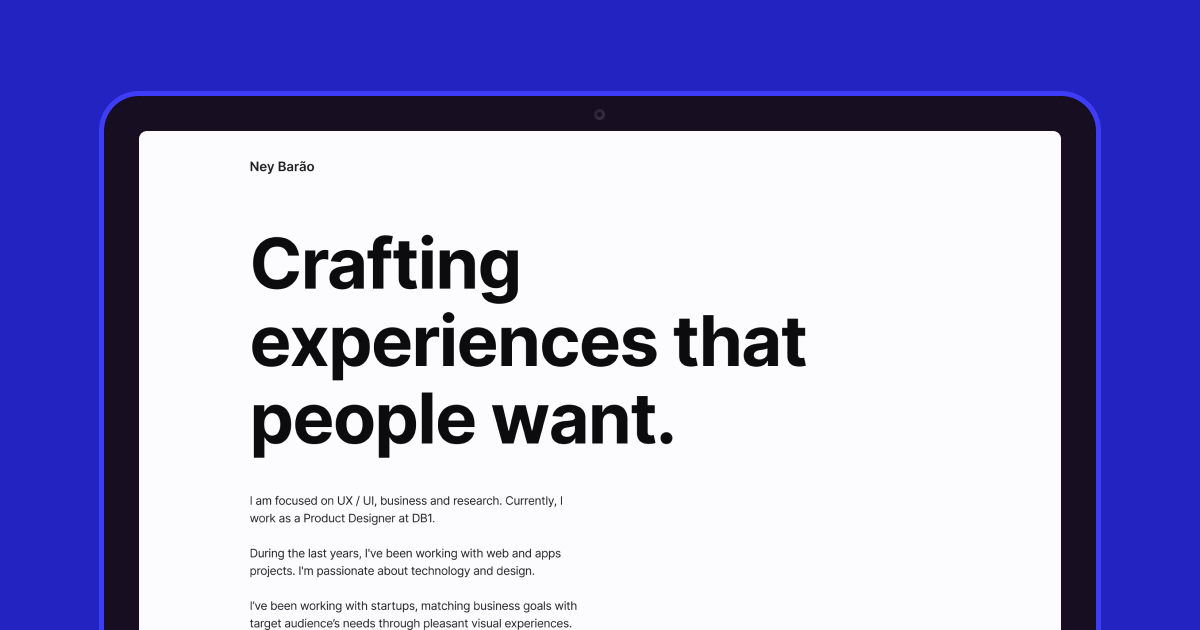 Ney Barão
Crafting
experiences that
people want.
I am focused on UX / UI, business and research. Currently, I
work as a Product Designer at DB1.
During the last years, I've been working with web and apps
projects. I'm passionate about technology and design.
I've been working with startups, matching business goals with
target audience's needs through pleasant visual experiences.